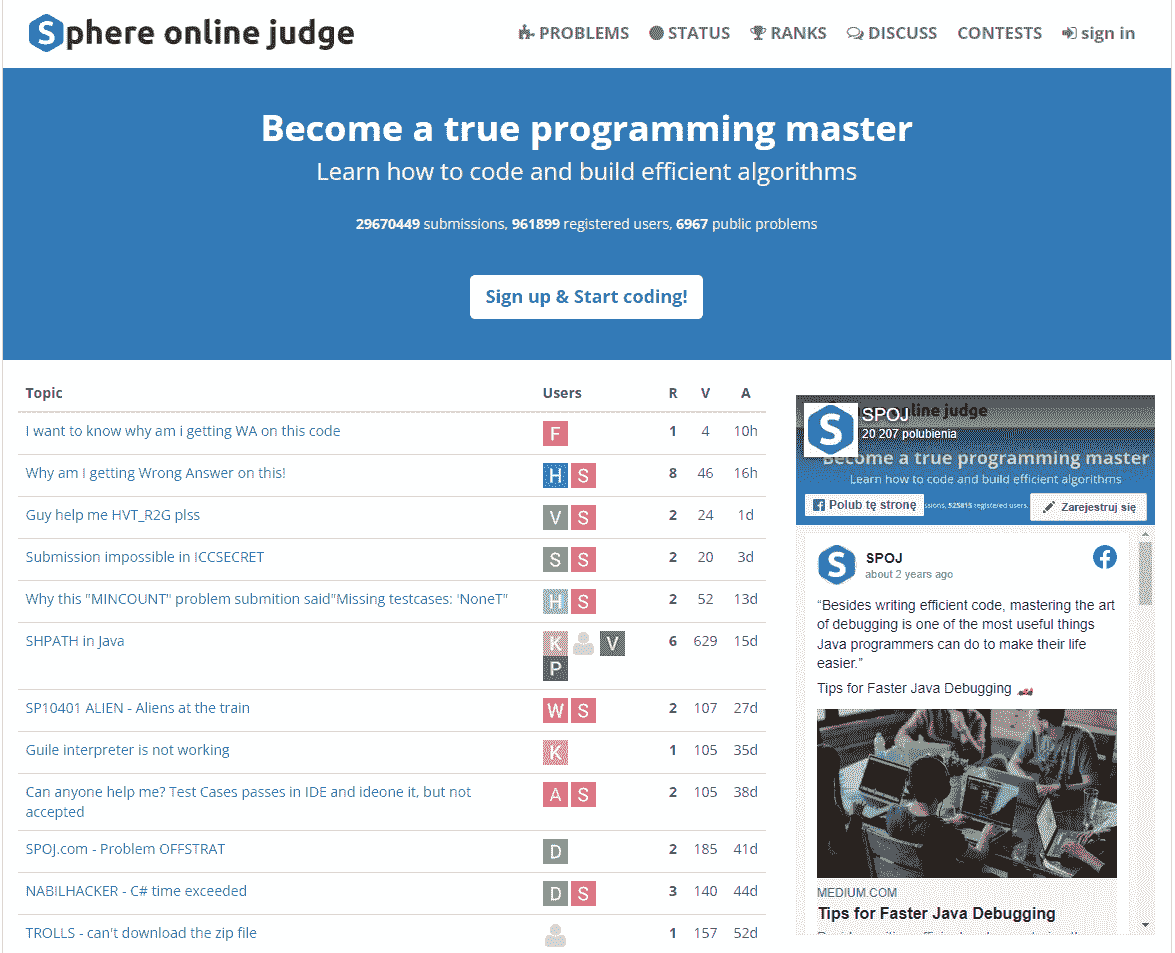 Sphere online judge
PROBLEMS STATUS RANKS DISCUSS CONTESTS sign in
Become a true programming master
Learn how to code and build efficient algorithms
29670449 submissions, 961899 registered users, 6967 public problems
Sign up & Start coding!
Topic Users R V A
I want to know why am i getting WA on this code F 1 4 10h
Why am I getting Wrong Answer on this! H S 8 46 16h
Guy help me HVT_R2G plss V S 2 24 1d
Submission impossible in ICCSECRET S S 2 20 3d
Why this "MINCOUNT" problem submition said"Missing testcases: 'NoneT" H S 2 52 13d
SHPATH in Java K V 6 629 15d
P
SP10401 ALIEN - Aliens at the train W S 2 107 27d
Guile interpreter is not working K 1 105 35d
Can anyone help me? Test Cases passes in IDE and ideone it, but not A S 2 105 38d
accepted
SPOJ.com - Problem OFFSTRAT D 2 185 41d
NABILHACKER - C# time exceeded D S 3 140 44d
TROLLS - can't download the zip file 1 157 52d
S SPOJ line judge
20 207 polubienia
Become a true programming master
Learn how to code and build efficient algorithms
Polub tę stronę sions, 525815 registered users, Zarejestruj się
S SPOJ
about 2 years ago
“Besides writing efficient code, mastering the art
of debugging is one of the most useful things
Java programmers can do to make their life
easier.”
Tips for Faster Java Debugging
MEDIUM.COM
Tips for Faster Java Debugging